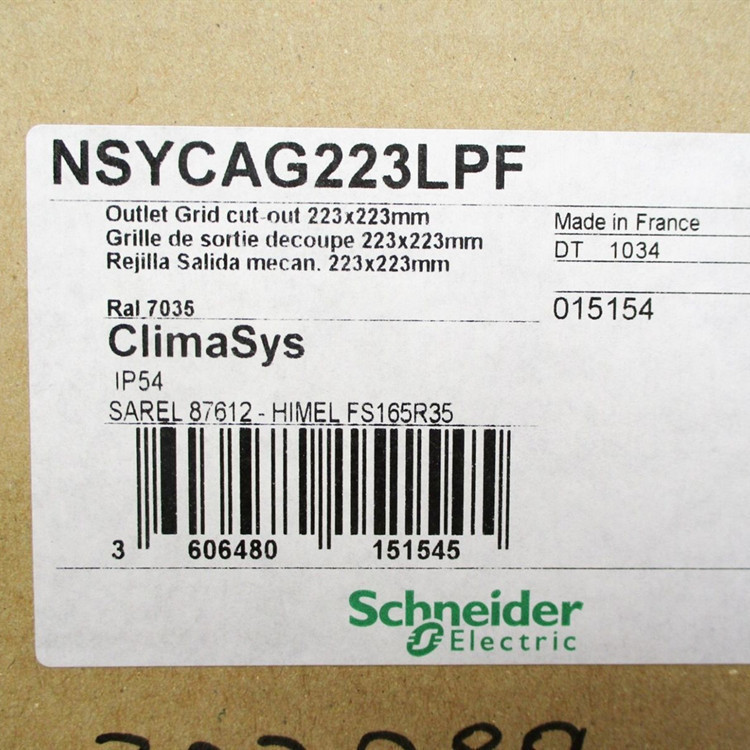 NSYCAG223LPF
Outlet Grid cut-out 223x223mm
Grille de sortie decoupe 223x223mm
Rejilla Salida mecan. 223x223mm
Made in France
DT 1034
015154
Ral 7035
ClimaSys
IP54
SAREL 87612 - HIMEL FS165R35
3 606480 151545
Schneider
Electric